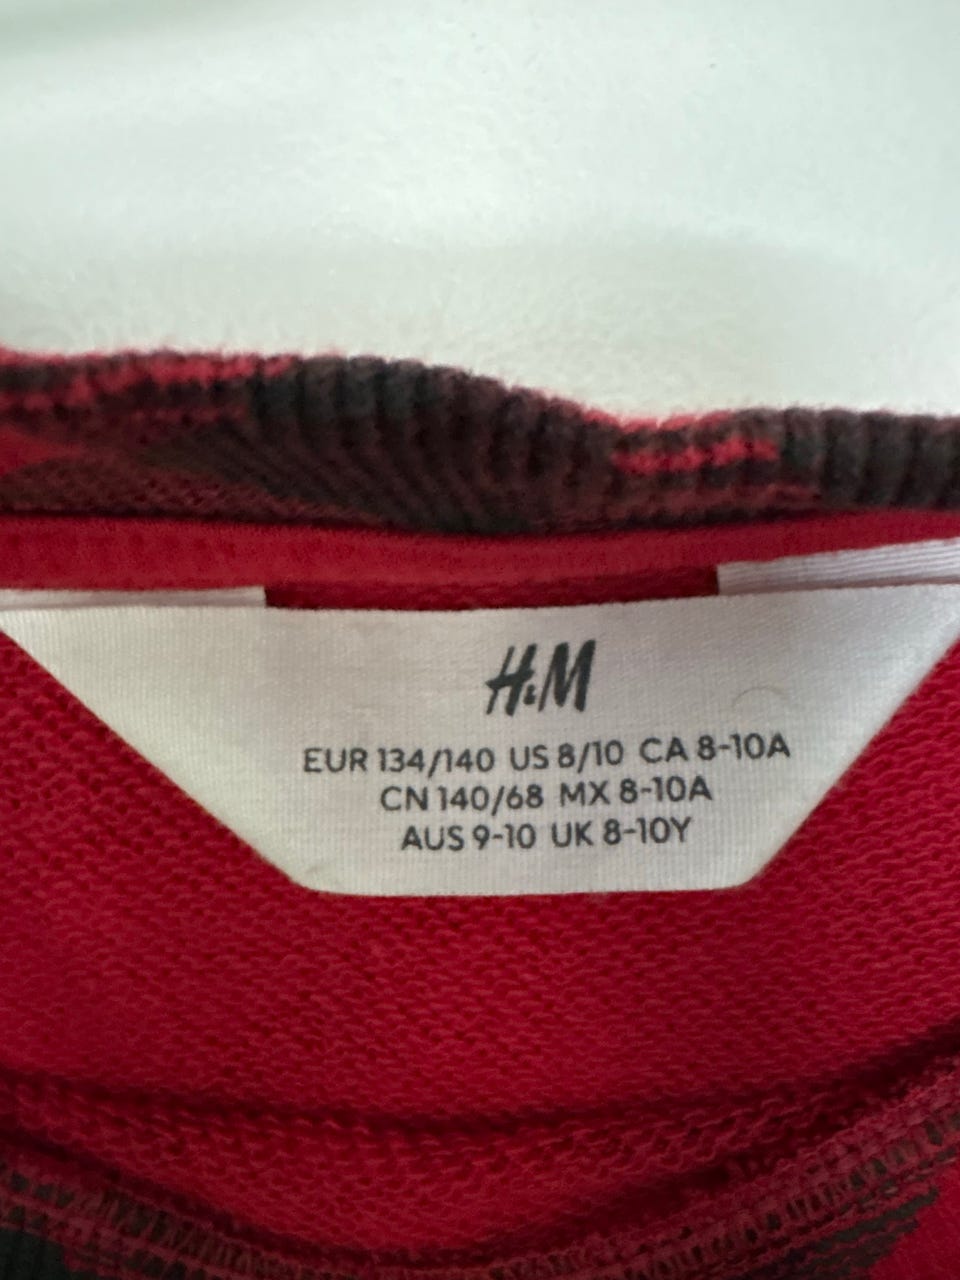 H&M
EUR 134/140 US 8/10 CA 8-10A
CN 140/68 MX 8-10A
AUS 9-10 UK 8-10Y